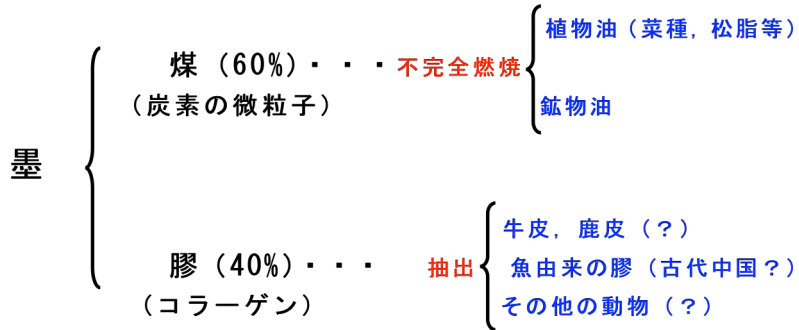 植物油（菜種，松脂等）
煤（60%）・・・不完全燃焼
（炭素の微粒子）
鉱物油
墨
牛皮，鹿皮（？）
膠（40%）・・・抽出
魚由来の膠（古代中国？）
（コラーゲン）
その他の動物（？）